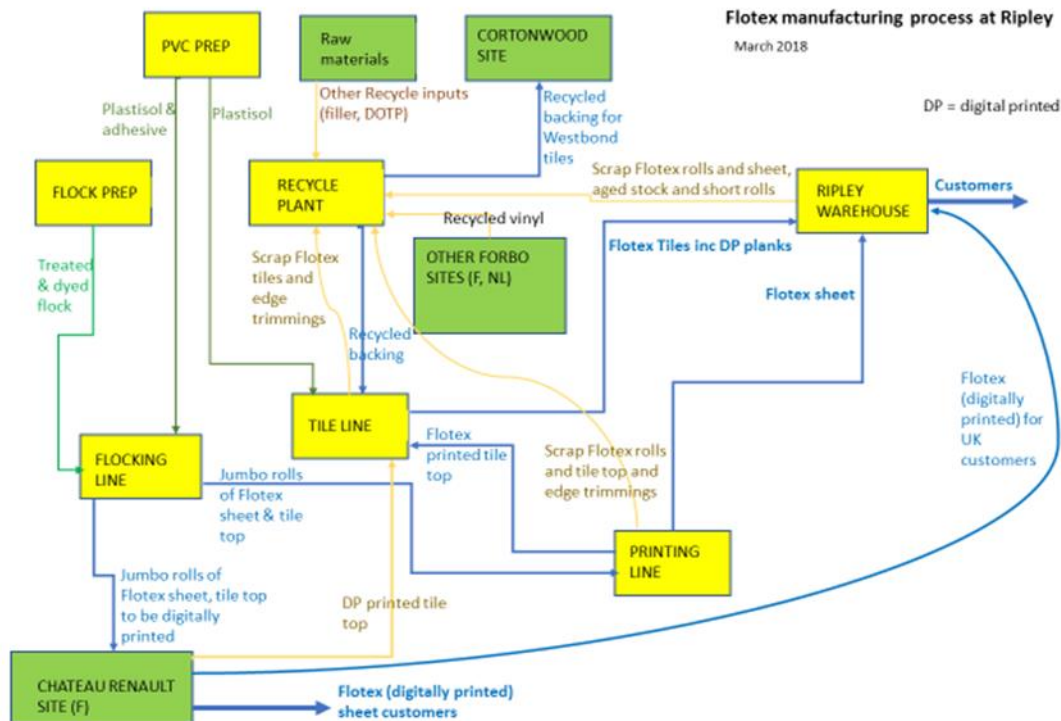 Flotex manufacturing process at Ripley
March 2018
DP = digital printed
PVC PREP
Raw
materials
CORTONWOOD
SITE
Plastisol &
adhesive
Plastisol
Other Recycle inputs
(filler, DOTP)
Recycled
backing for
Westbond
tiles
FLOCK PREP
RECYCLE
PLANT
Scrap Flotex rolls and sheet,
aged stock and short rolls
RIPLEY
WAREHOUSE
Customers
Recycled vinyl
OTHER FORBO
SITES (F, NL)
Flotex Tiles inc DP planks
Flotex sheet
Treated
& dyed
flock
Scrap Flotex
tiles and
edge
trimmings
Recycled
backing
TILE LINE
Flotex
printed tile
top
Scrap Flotex rolls
and tile top and
edge trimmings
Flotex
(digitally
printed) for
UK
customers
FLOCKING
LINE
Jumbo rolls
of Flotex
sheet & tile
top
PRINTING
LINE
Jumbo rolls of
Flotex sheet, tile top
to be digitally
printed
DP printed tile
top
CHATEAU RENAULT
SITE (F)
Flotex (digitally printed)
sheet customers